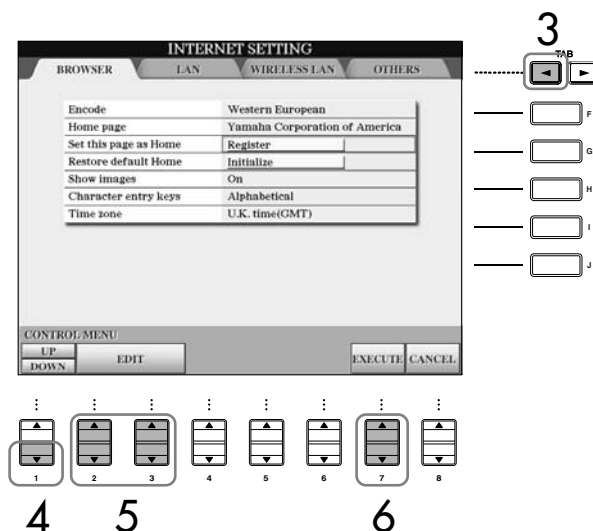 3
INTERNET SETTING
TAB
BROWSER LAN WIRELESS LAN OTHERS
Encode Western European
Home page Yamaha Corporation of America
Set this page as Home Register
Restore default Home Initialize
Show images On
Character entry keys Alphabetical
Time zone U.K. time(GMT)
F
G
H
I
J
CONTROL MENU
UP
DOWN
EDIT
EXECUTE CANCEL
1 2 3 4 5 6 7 8
4 5 6